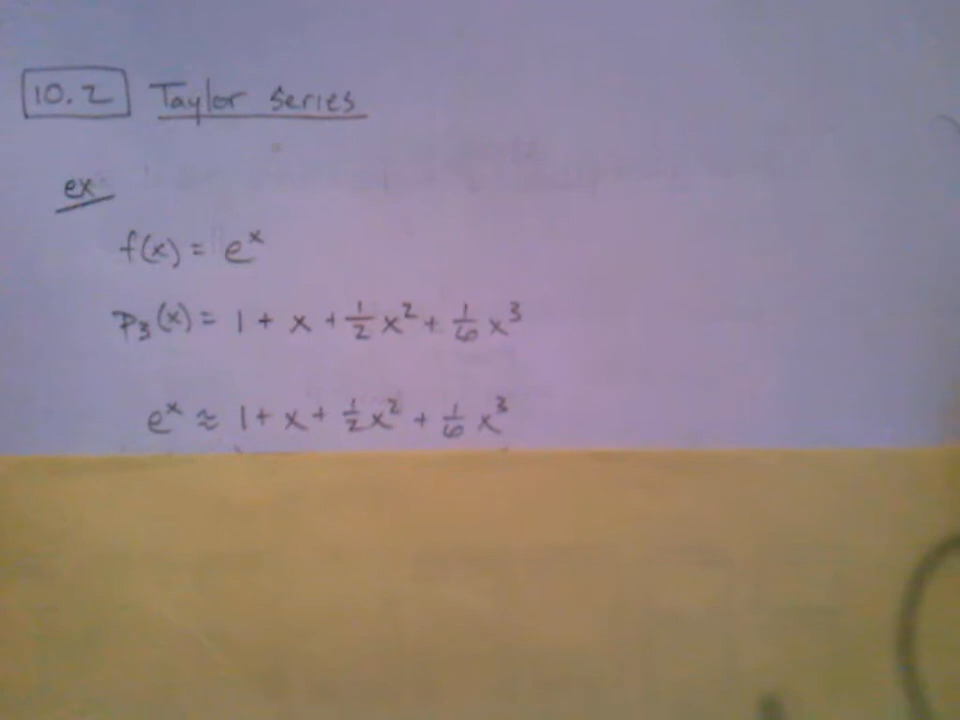 10.2 Taylor series
ex
f(x) = e^x
P_3(x) = 1 + x + 1/2 x^2 + 1/6 x^3
e^x ≈ 1 + x + 1/2 x^2 + 1/6 x^3